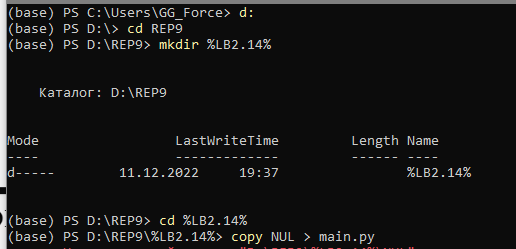 (base) PS C:\Users\GG_Force> d:
(base) PS D:\> cd REP9
(base) PS D:\REP9> mkdir %LB2.14%
Каталог: D:\REP9
Mode LastWriteTime Length Name
---- ------------- ------ ----
d----- 11.12.2022 19:37 %LB2.14%
(base) PS D:\REP9> cd %LB2.14%
(base) PS D:\REP9\%LB2.14%> copy NUL > main.py